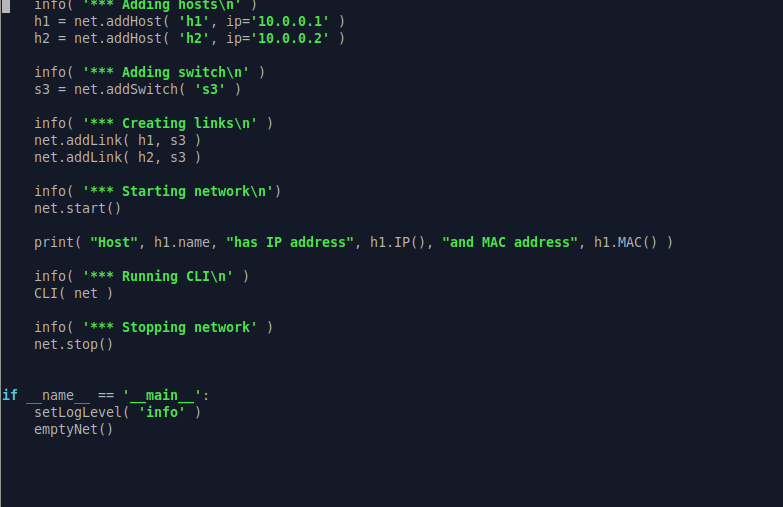 info( '*** Adding hosts\n' )
h1 = net.addHost( 'h1', ip='10.0.0.1' )
h2 = net.addHost( 'h2', ip='10.0.0.2' )
info( '*** Adding switch\n' )
s3 = net.addSwitch( 's3' )
info( '*** Creating links\n' )
net.addLink( h1, s3 )
net.addLink( h2, s3 )
info( '*** Starting network\n')
net.start()
print( "Host", h1.name, "has IP address", h1.IP(), "and MAC address", h1.MAC() )
info( '*** Running CLI\n' )
CLI( net )
info( '*** Stopping network' )
net.stop()
if __name__ == '__main__':
setLogLevel( 'info' )
emptyNet()